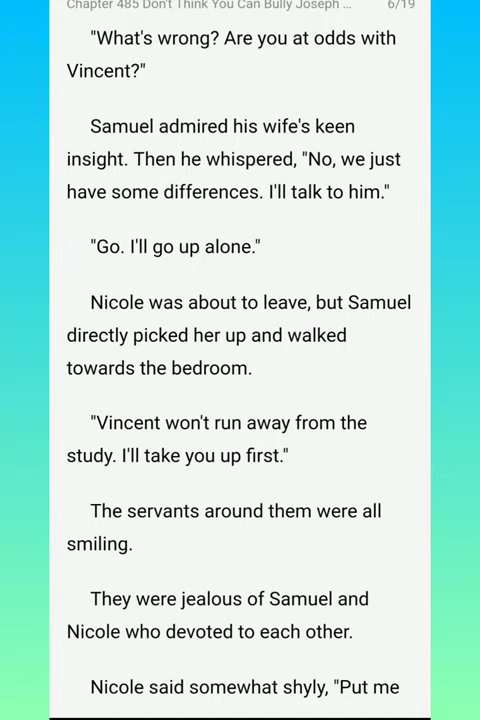 Chapter 485 Don't Think You Can Bully Joseph ... 6/19
"What's wrong? Are you at odds with
Vincent?"
Samuel admired his wife's keen
insight. Then he whispered, "No, we just
have some differences. I'll talk to him."
"Go. I'll go up alone."
Nicole was about to leave, but Samuel
directly picked her up and walked
towards the bedroom.
"Vincent won't run away from the
study. I'll take you up first."
The servants around them were all
smiling.
They were jealous of Samuel and
Nicole who devoted to each other.
Nicole said somewhat shyly, "Put me